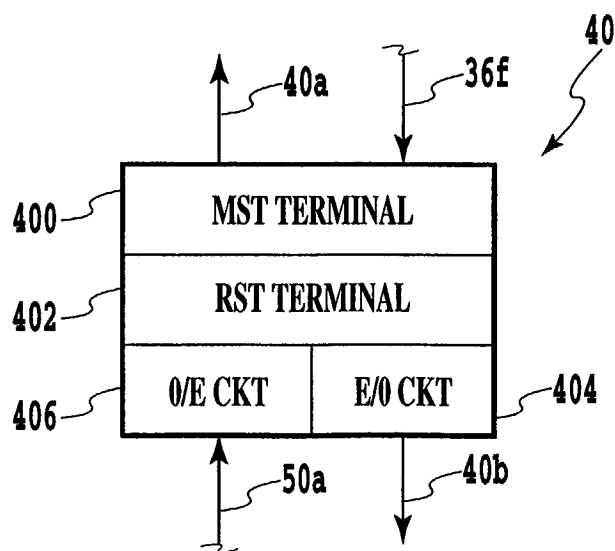 40
40a
36f
400
MST TERMINAL
402
RST TERMINAL
406
O/E CKT
E/O CKT
404
50a
40b